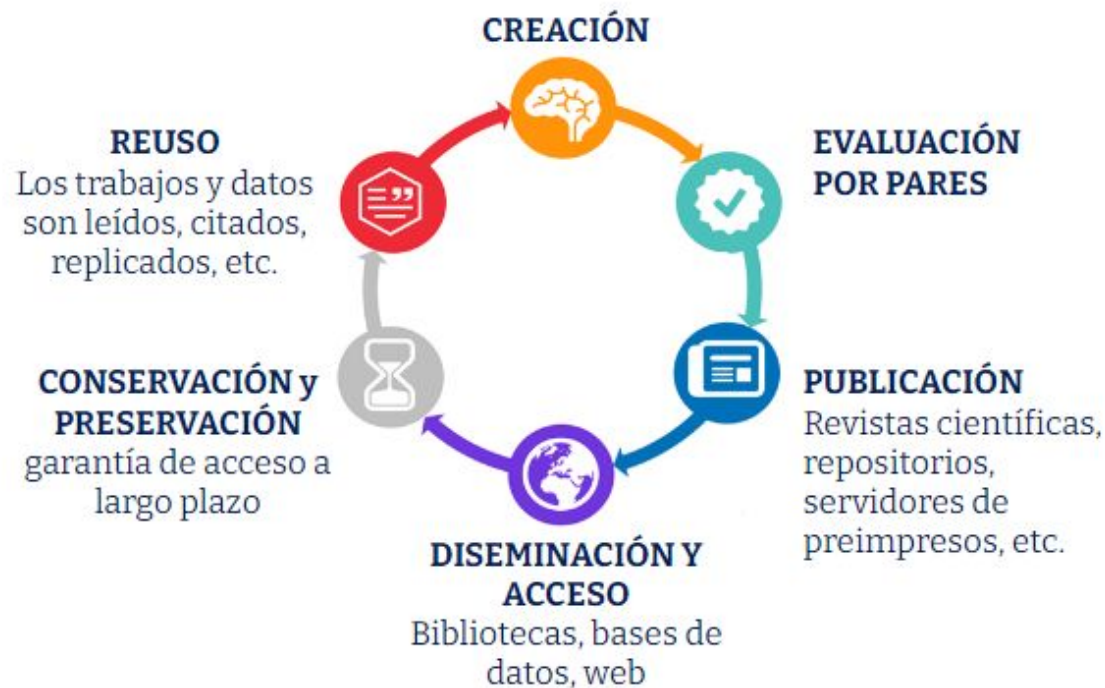 CREACIÓN
EVALUACIÓN
POR PARES
PUBLICACIÓN
Revistas científicas,
repositorios,
servidores de
preimpresos, etc.
DISEMINACIÓN Y
ACCESO
Bibliotecas, bases de
datos, web
CONSERVACIÓN y
PRESERVACIÓN
garantía de acceso a
largo plazo
REUSO
Los trabajos y datos
son leídos, citados,
replicados, etc.